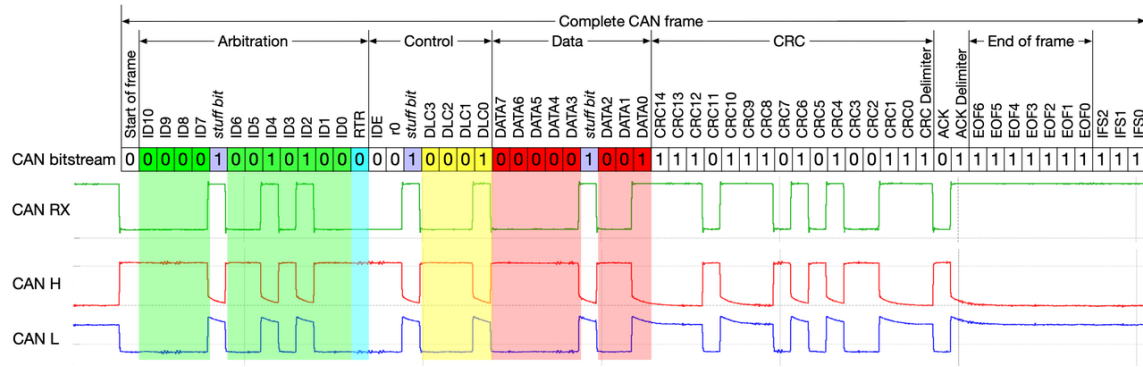 Complete CAN frame
Arbitration Control Data CRC End of frame
Start of frame ID10 ID9 ID8 ID7 stuff bit ID6 ID5 ID4 ID3 ID2 ID1 ID0 RTR IDE r0 stuff bit DLC3 DLC2 DLC1 DLC0 DATA7 DATA6 DATA5 DATA4 DATA3 stuff bit DATA2 DATA1 DATA0 CRC14 CRC13 CRC12 CRC11 CRC10 CRC9 CRC8 CRC7 CRC6 CRC5 CRC4 CRC3 CRC2 CRC1 CRC0 CRC Delimiter ACK ACK Delimiter EOF6 EOF5 EOF4 EOF3 EOF2 EOF1 EOF0 IFS2 IFS1 IFS0
CAN bitstream 0 0 0 0 0 1 0 0 1 0 1 0 0 0 0 0 1 0 0 0 1 0 0 0 0 0 1 0 0 1 1 1 1 0 1 1 1 0 1 0 1 0 0 1 1 1 0 1 1 1 1 1 1 1 1 1 1 1
CAN RX
CAN H
CAN L